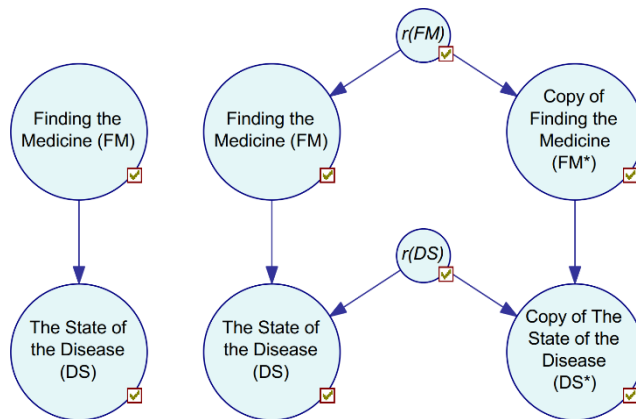 r(FM)
Finding the
Medicine (FM)
Finding the
Medicine (FM)
Copy of
Finding the
Medicine
(FM*)
r(DS)
The State of
the Disease
(DS)
The State of
the Disease
(DS)
Copy of The
State of the
Disease
(DS*)